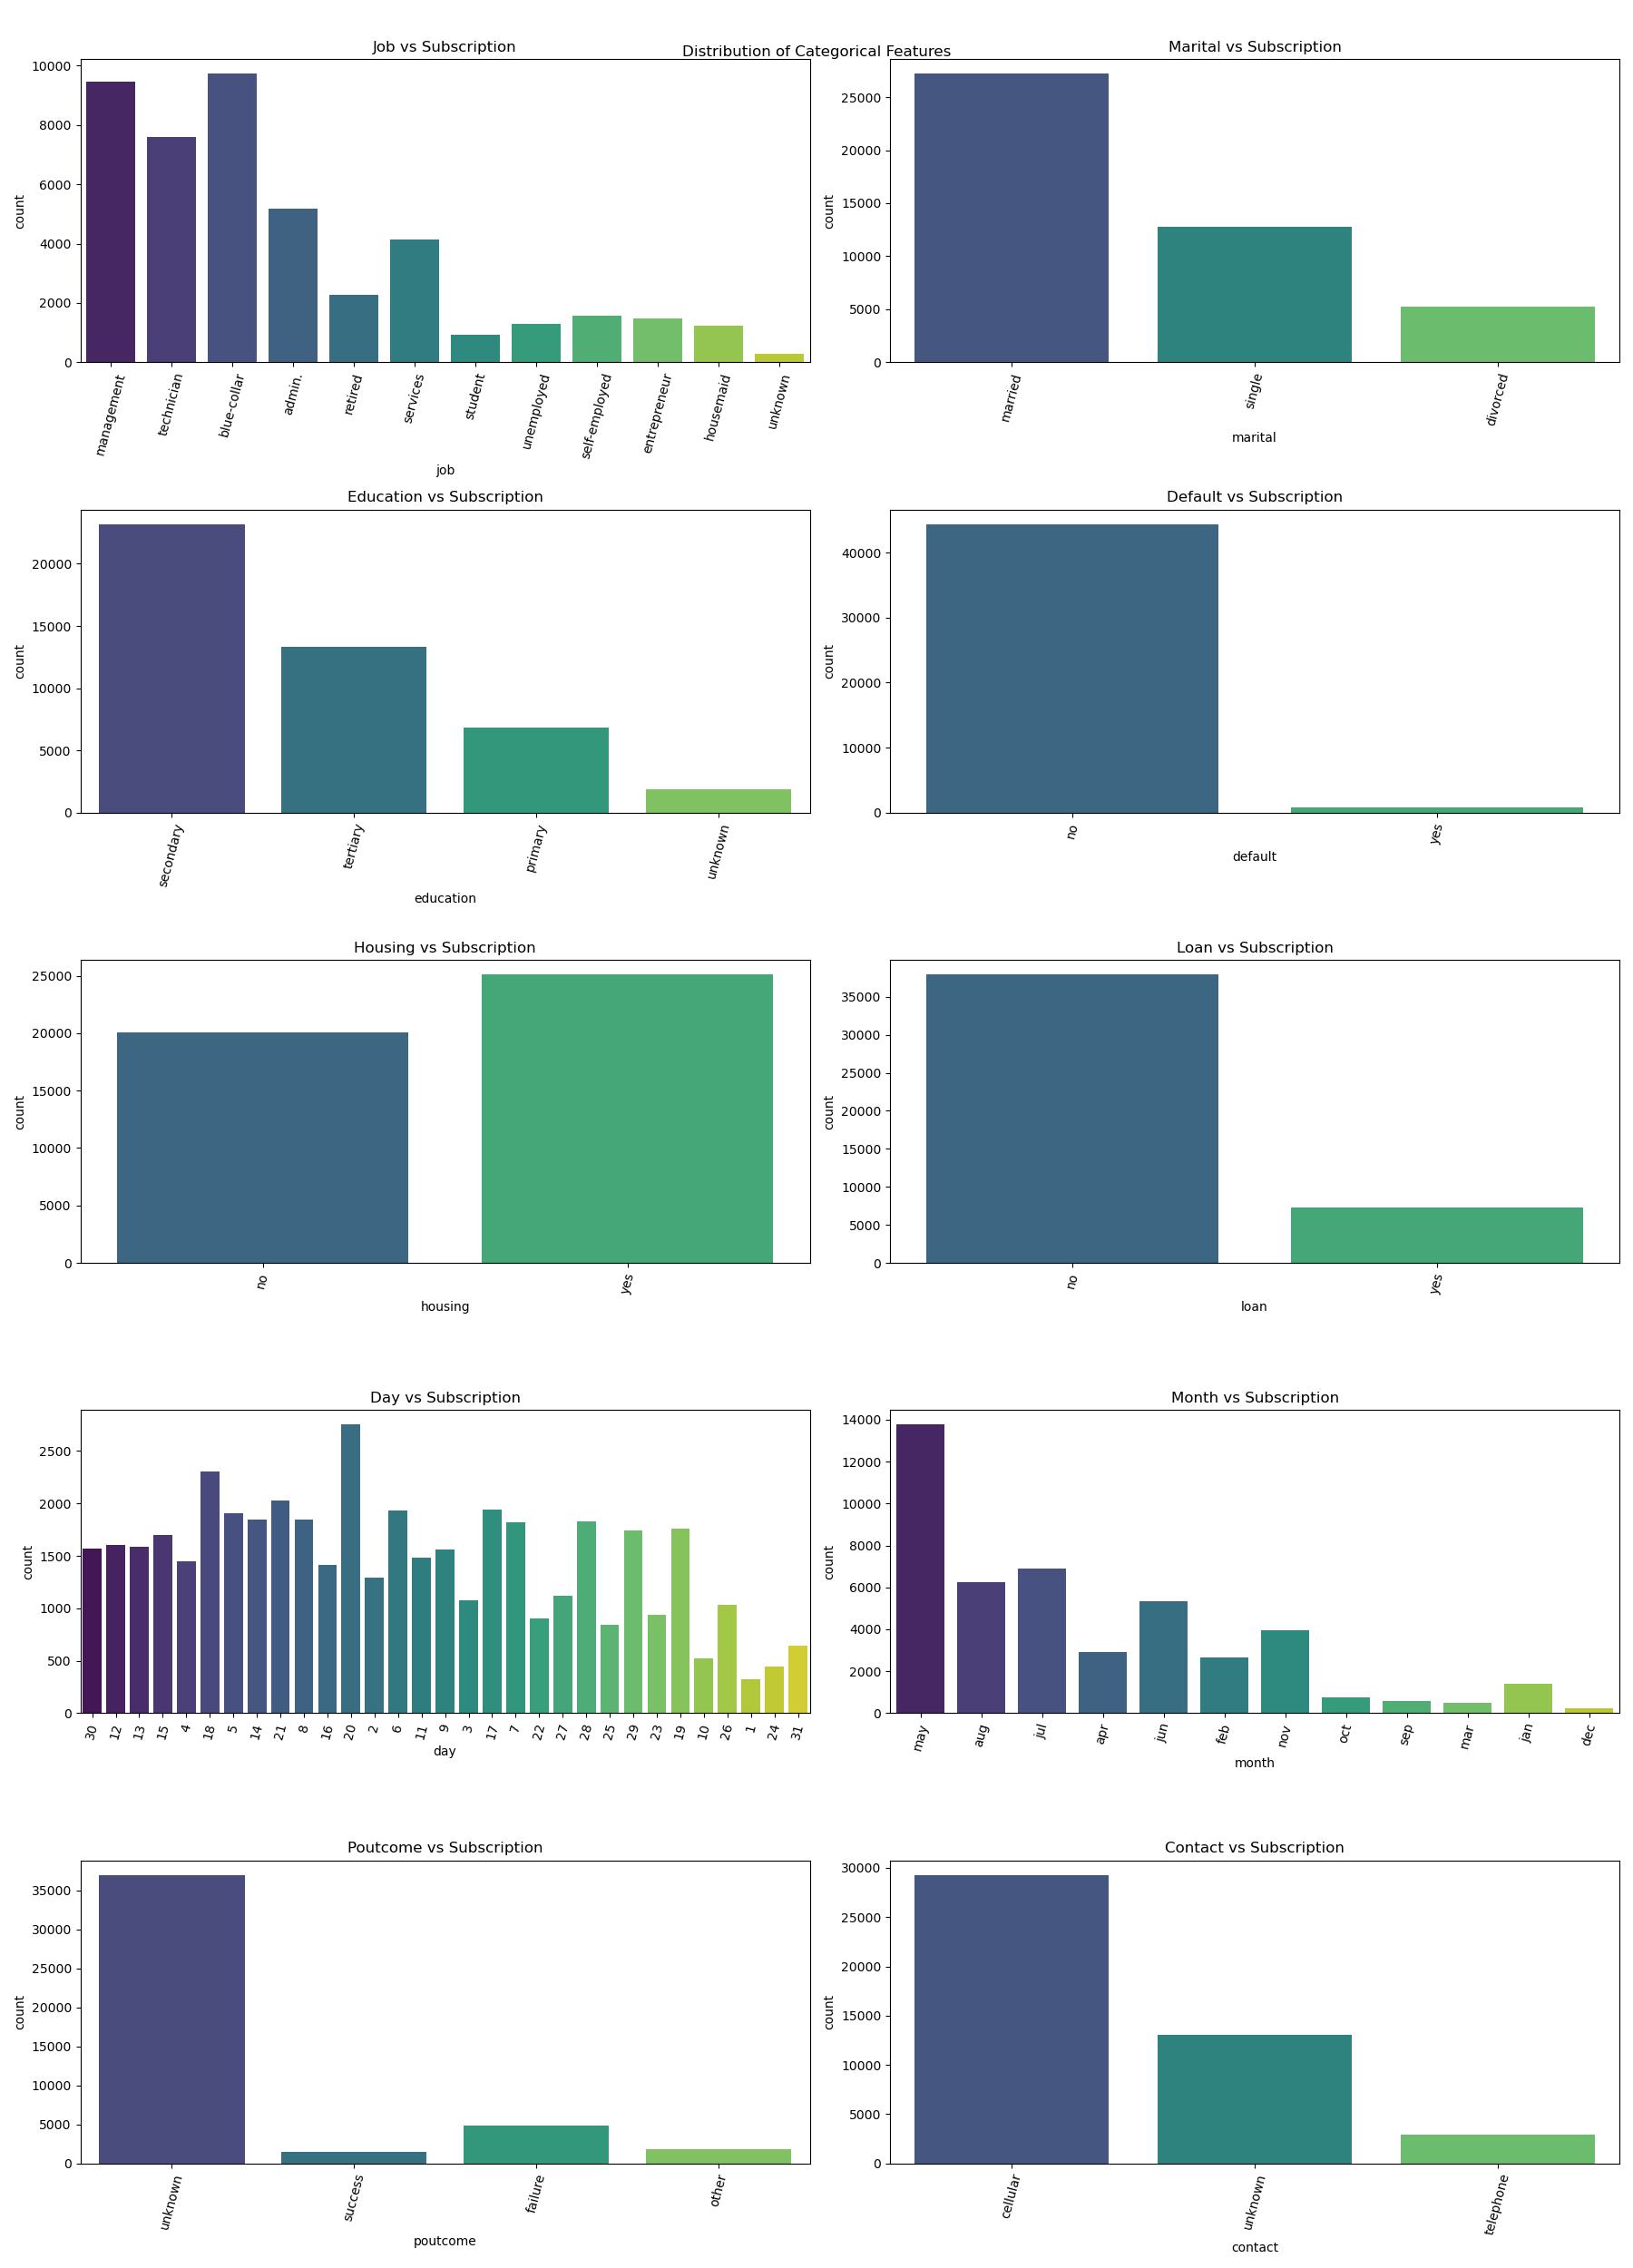 Distribution of Categorical Features
Job vs Subscription
count
10000
8000
6000
4000
2000
0
management
technician
blue-collar
admin.
retired
services
student
unemployed
self-employed
entrepreneur
housemaid
unknown
job
Marital vs Subscription
count
25000
20000
15000
10000
5000
0
married
single
divorced
marital
Education vs Subscription
count
20000
15000
10000
5000
0
secondary
tertiary
primary
unknown
education
Default vs Subscription
count
40000
30000
20000
10000
0
no
yes
default
Housing vs Subscription
count
25000
20000
15000
10000
5000
0
no
yes
housing
Loan vs Subscription
count
35000
30000
25000
20000
15000
10000
5000
0
no
yes
loan
Day vs Subscription
count
2500
2000
1500
1000
500
0
30
12
13
15
4
18
5
14
21
8
16
20
2
6
11
9
3
17
7
22
27
28
25
29
23
19
10
26
1
24
31
day
Month vs Subscription
count
14000
12000
10000
8000
6000
4000
2000
0
may
aug
jul
apr
jun
feb
nov
oct
sep
mar
jan
dec
month
Poutcome vs Subscription
count
35000
30000
25000
20000
15000
10000
5000
0
unknown
success
failure
other
poutcome
Contact vs Subscription
count
30000
25000
20000
15000
10000
5000
0
cellular
unknown
telephone
contact